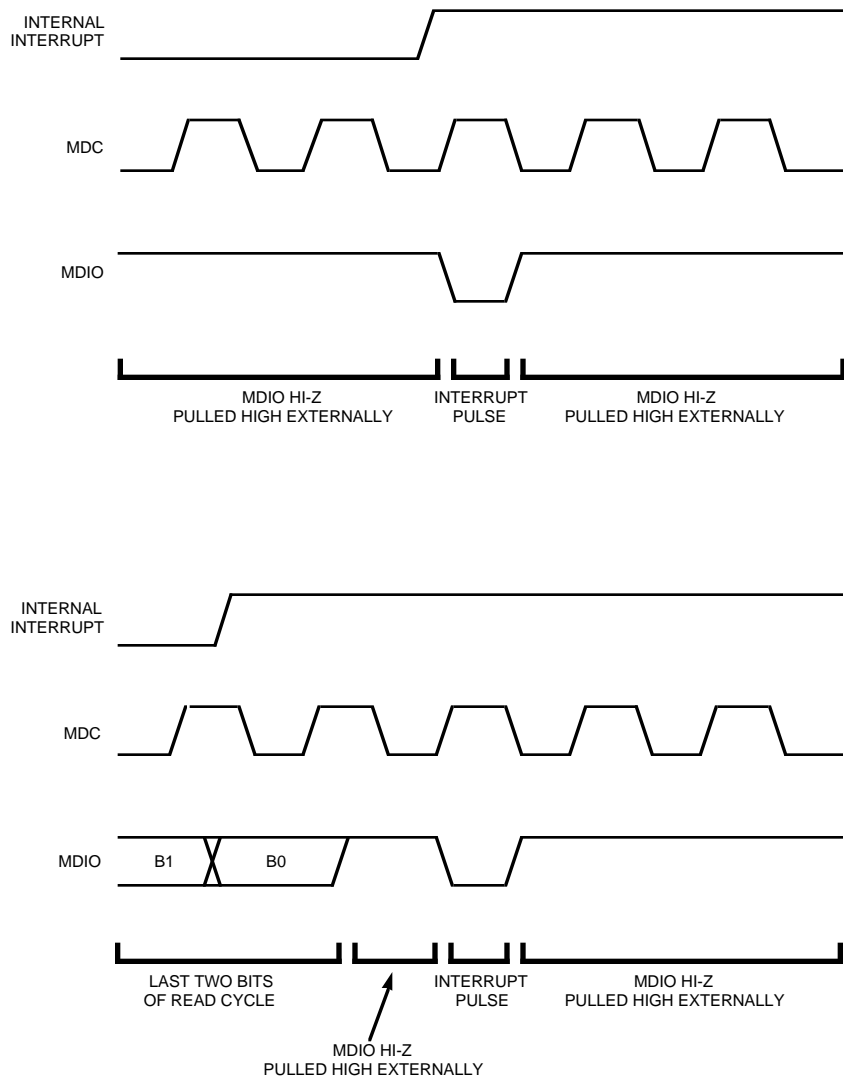 INTERNAL
INTERRUPT
MDC
MDIO
MDIO HI-Z
PULLED HIGH EXTERNALLY
INTERRUPT
PULSE
MDIO HI-Z
PULLED HIGH EXTERNALLY
INTERNAL
INTERRUPT
MDC
MDIO
B1
B0
LAST TWO BITS
OF READ CYCLE
INTERRUPT
PULSE
MDIO HI-Z
PULLED HIGH EXTERNALLY
MDIO HI-Z
PULLED HIGH EXTERNALLY